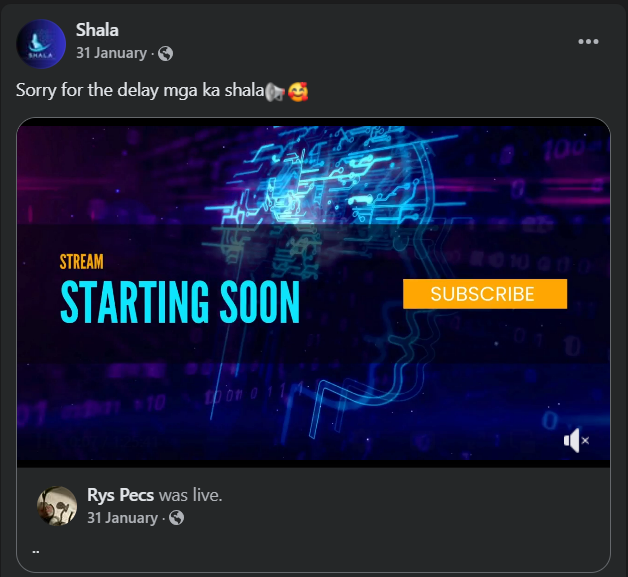 Shala
31 January ·
Sorry for the delay mga ka shala
STREAM
STARTING SOON
SUBSCRIBE
Rys Pecs was live.
31 January ·
..
SHALA